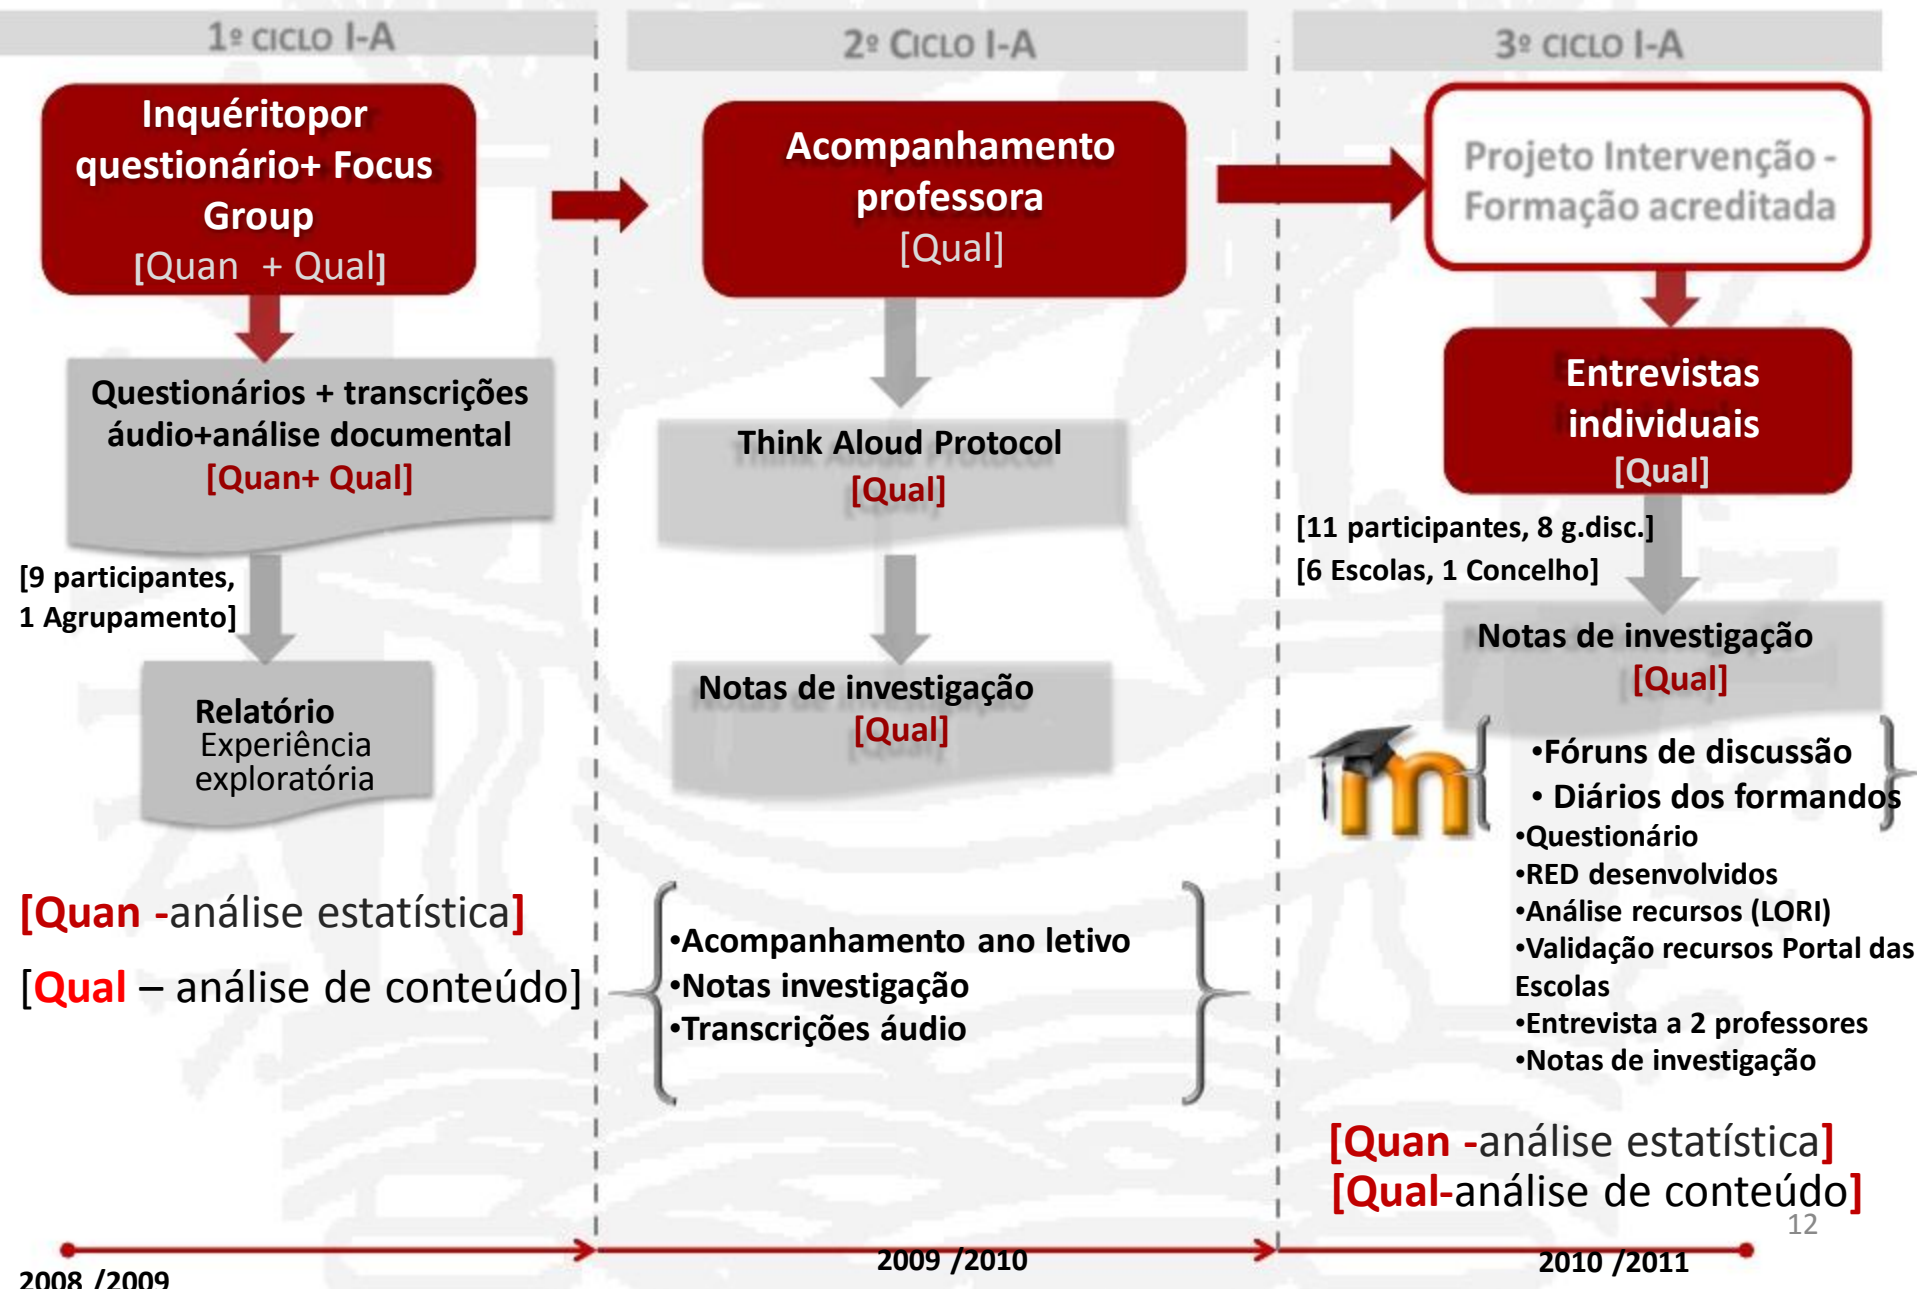 1º CICLO I-A
Inquéritopor
questionário+ Focus
Group
[Quan + Qual]
Questionários + transcrições
áudio+análise documental
[Quan+ Qual]
[9 participantes,
1 Agrupamento]
Relatório
Experiência
exploratória
[Quan -análise estatística]
[Qual – análise de conteúdo]
2008 /2009
2º CICLO I-A
Acompanhamento
professora
[Qual]
Think Aloud Protocol
[Qual]
Notas de investigação
[Qual]
•Acompanhamento ano letivo
•Notas investigação
•Transcrições áudio
2009 /2010
3º CICLO I-A
Projeto Intervenção -
Formação acreditada
Entrevistas
individuais
[Qual]
[11 participantes, 8 g.disc.]
[6 Escolas, 1 Concelho]
Notas de investigação
[Qual]
m
•Fóruns de discussão
• Diários dos formandos
•Questionário
•RED desenvolvidos
•Análise recursos (LORI)
•Validação recursos Portal das
Escolas
•Entrevista a 2 professores
•Notas de investigação
[Quan -análise estatística]
[Qual-análise de conteúdo]
12
2010 /2011